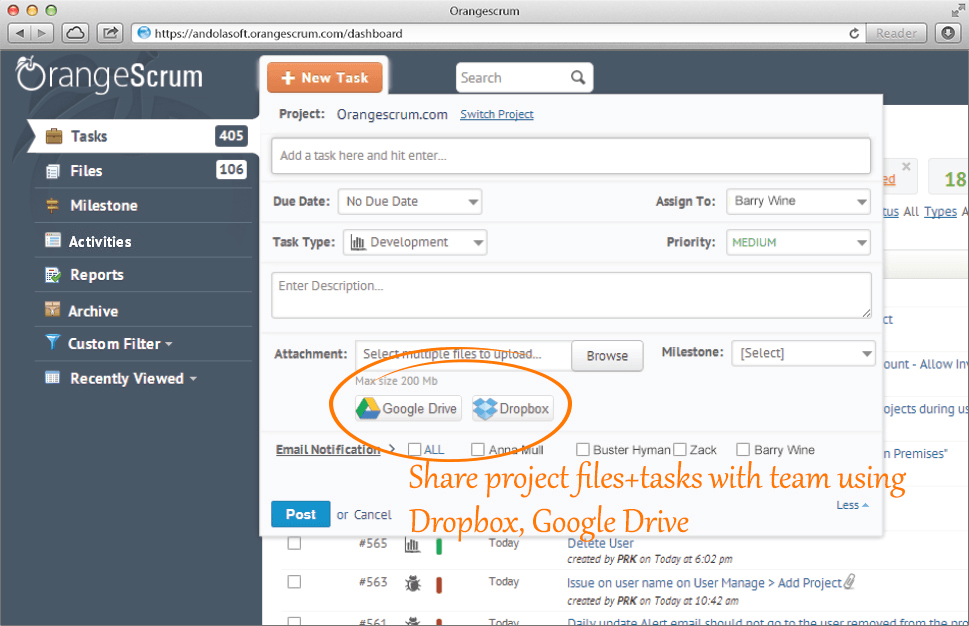 Orangescrum
https://andolasoft.orangescrum.com/dashboard
Reader
OrangeScrum
New Task
Search
Project: Orangescrum.com Switch Project
Tasks 405
Add a task here and hit enter...
Files 106
ed
18
Due Date: No Due Date Assign To: Barry Wine
Milestone
tus All Types A
Task Type: Development Priority: MEDIUM
Activities
Reports
Enter Description...
Archive
ct
Custom Filter
Attachment: Select multiple files to upload... Browse Milestone: [Select]
ount - Allow Inv
Max size 200 Mb
Recently Viewed
Google Drive Dropbox
ojects during us
Email Notification > ALL Anna Mull Buster Hyman Zack Barry Wine
n Premises"
Share project files+tasks with team using
Dropbox, Google Drive
Post or Cancel
Less
#565 Today Delete User
created by PRK on Today at 6:02 pm
#563 Today Issue on user name on User Manage > Add Project
created by PRK on Today at 10:42 am
#561 Today Daily update Alert email should not go to the user removed from the pro